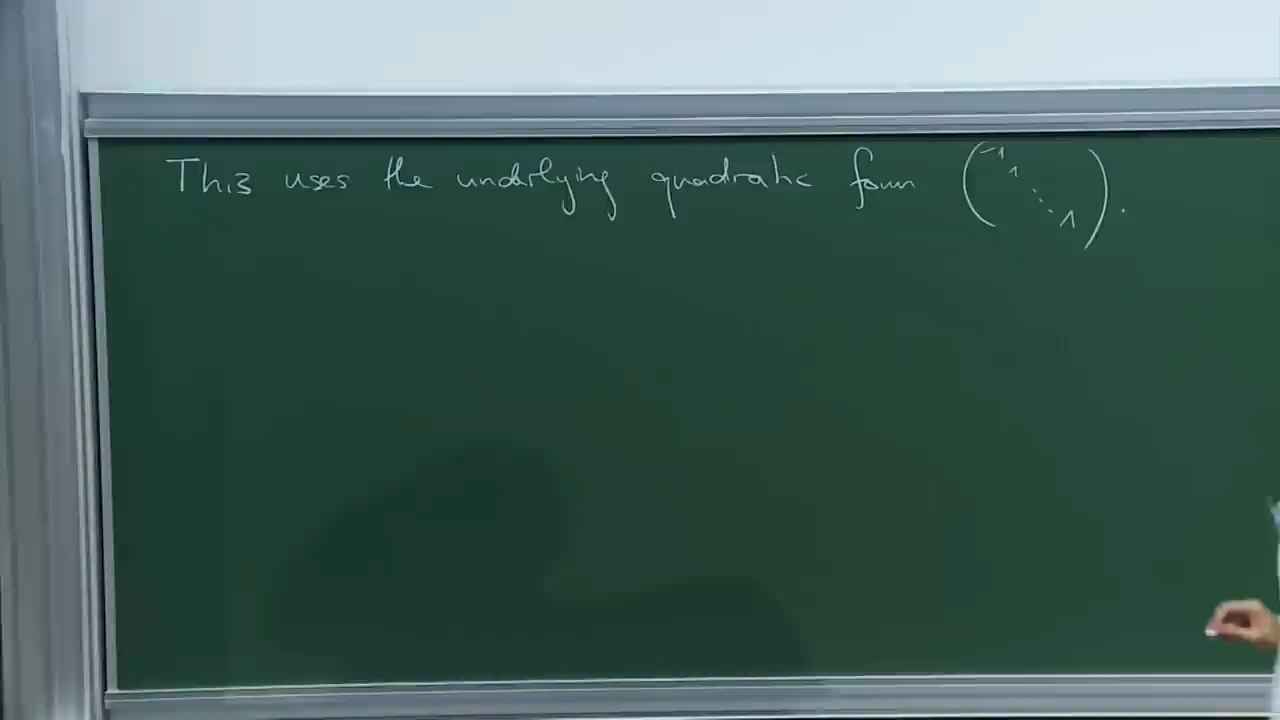 This uses the underlying quadratic form ( -1 1 ⋱ 1 ).